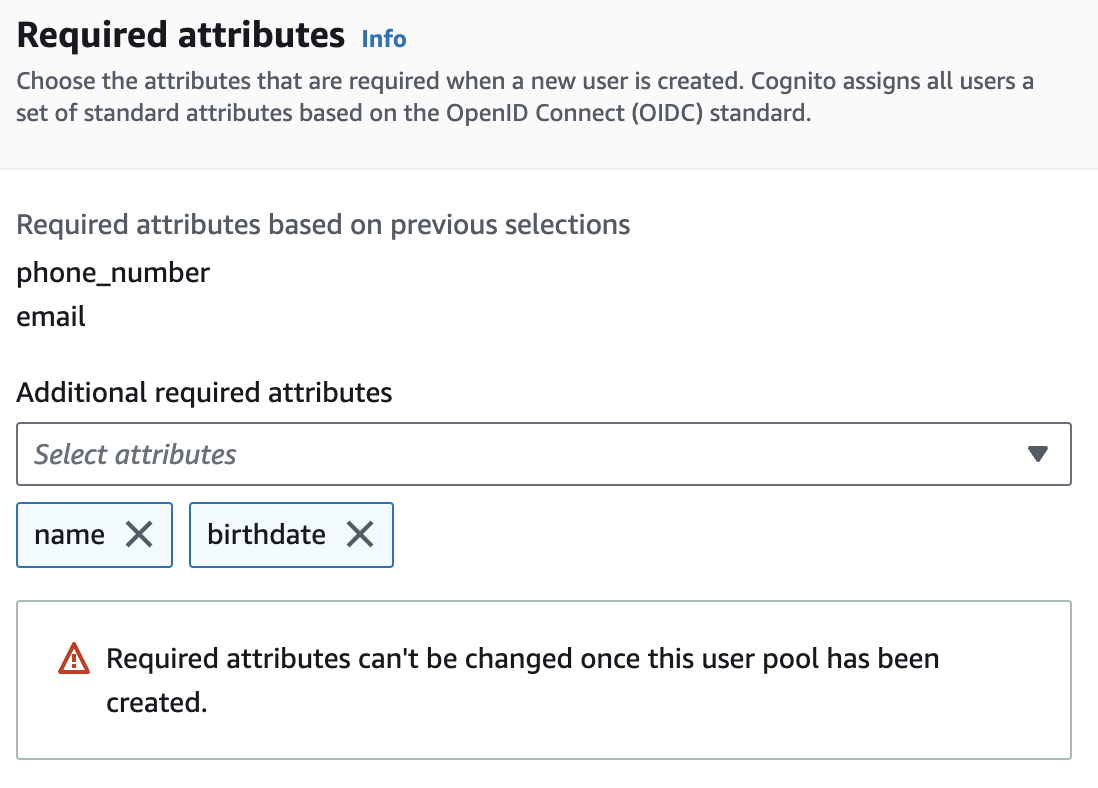 Required attributes Info
Choose the attributes that are required when a new user is created. Cognito assigns all users a
set of standard attributes based on the OpenID Connect (OIDC) standard.
Required attributes based on previous selections
phone_number
email
Additional required attributes
Select attributes
name birthdate
Required attributes can't be changed once this user pool has been
created.